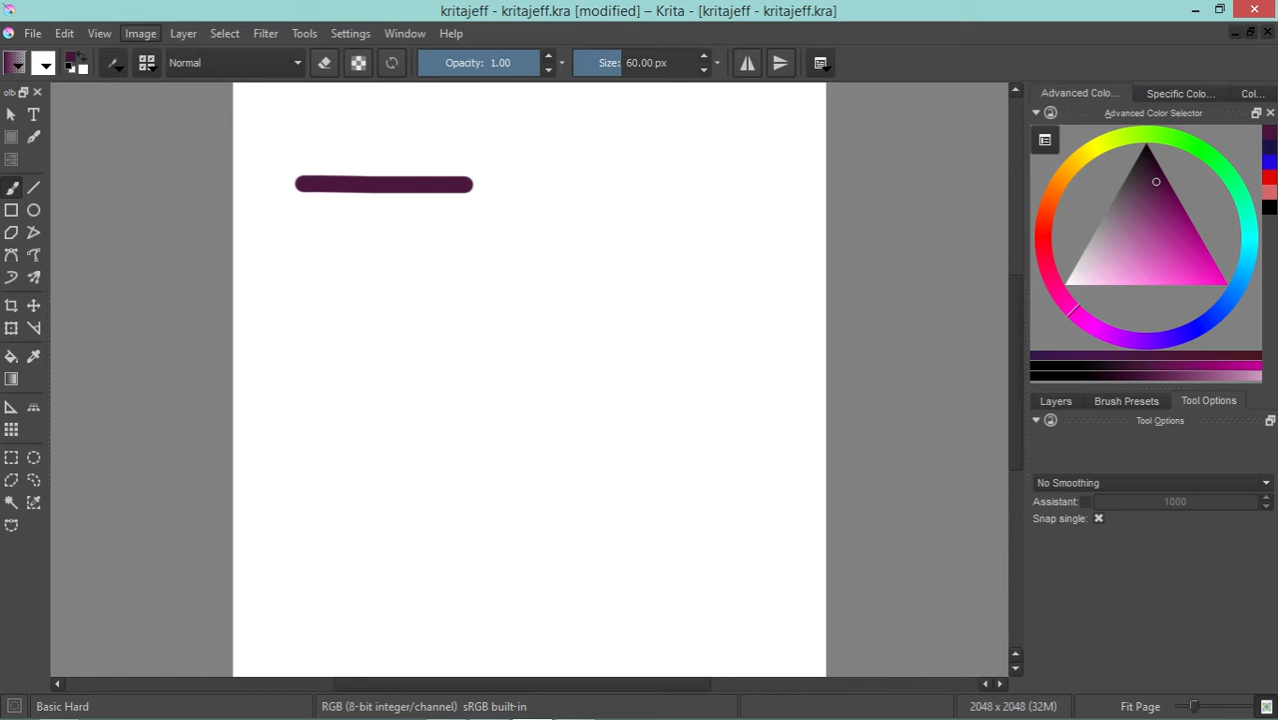 kritajeff - kritajeff.kra [modified] – Krita - [kritajeff - kritajeff.kra]
File Edit View Image Layer Select Filter Tools Settings Window Help
Normal Opacity: 1.00 Size: 60.00 px
olb
Advanced Colo... Specific Colo... Col...
Advanced Color Selector
Layers Brush Presets Tool Options
Tool Options
No Smoothing
Assistant: 1000
Snap single:
Basic Hard RGB (8-bit integer/channel) sRGB built-in 2048 x 2048 (32M) Fit Page